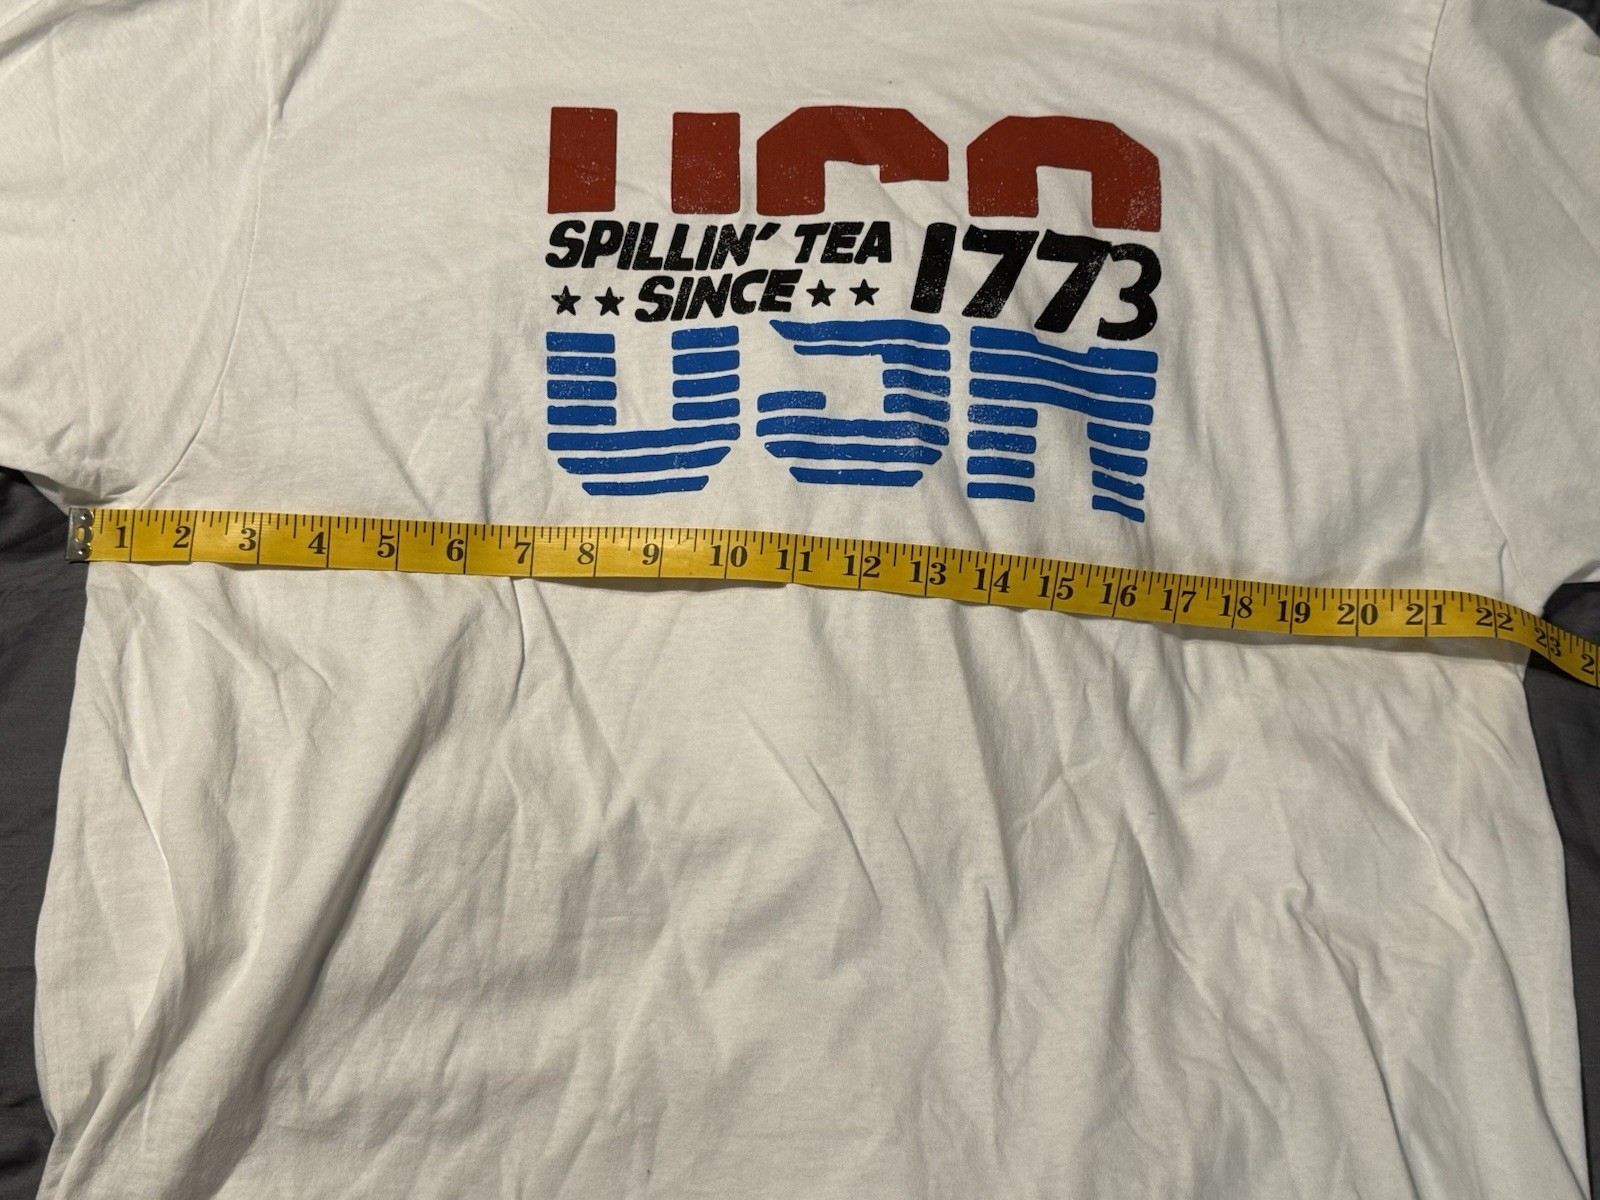 USA
SPILLIN' TEA
★★ SINCE ★★ 1773
1 2 3 4 5 6 7 8 9 10 11 12 13 14 15 16 17 18 19 20 21 22 23 2